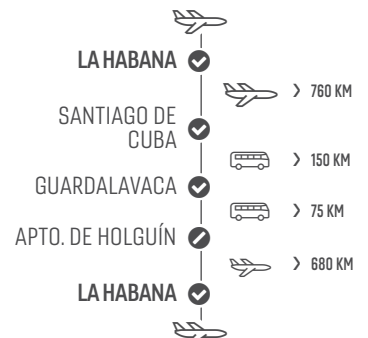 LA HABANA
> 760 KM
SANTIAGO DE
CUBA
> 150 KM
GUARDALAVACA
> 75 KM
APTO. DE HOLGUÍN
> 680 KM
LA HABANA